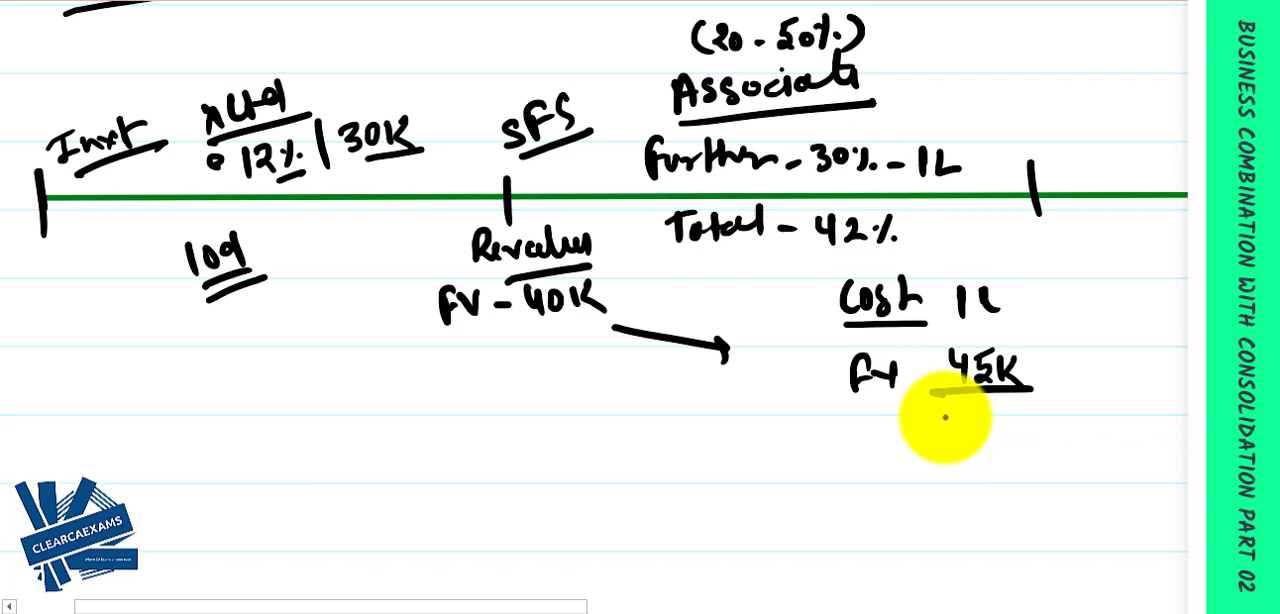 (20 - 50%)
Associate
Invt
X Ltd
@ 12% | 30K
SFS
Further - 30% - 1L
Total - 42%
109
Revalue
FV - 40K
Cost 1L
FV 45K
CLEARCAEXAMS
BUSINESS COMBINATION WITH CONSOLIDATION PART 02